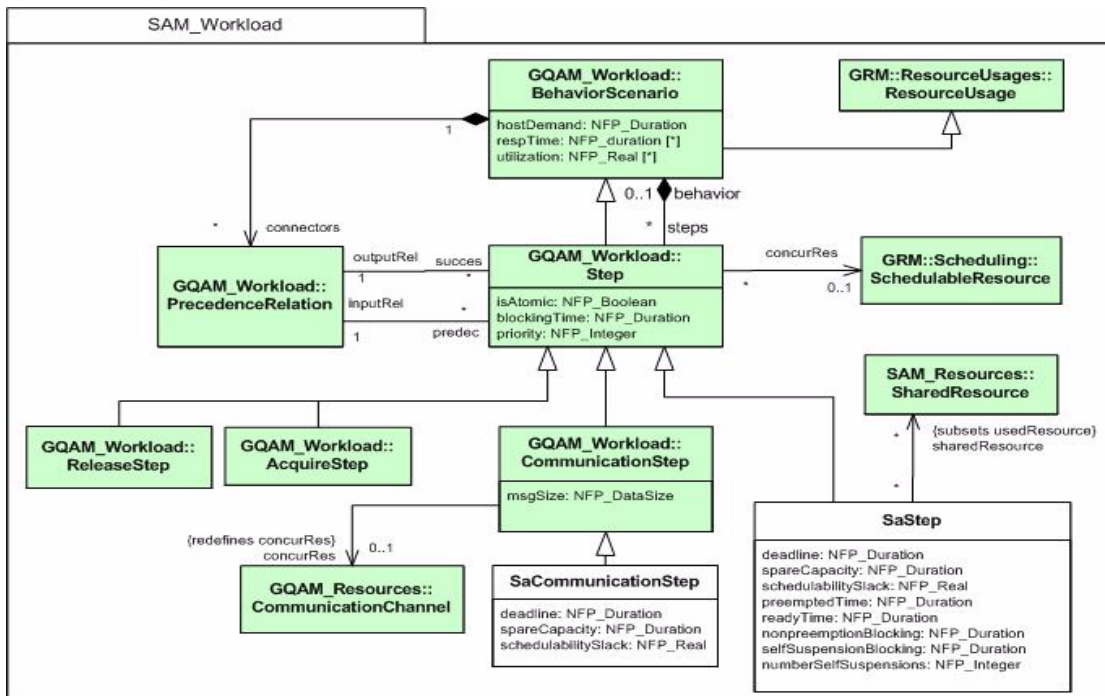 SAM_Workload
GQAM_Workload::
BehaviorScenario
hostDemand: NFP_Duration
respTime: NFP_duration [*]
utilization: NFP_Real [*]
GRM::ResourceUsages::
ResourceUsage
1
0..1
behavior
*
connectors
*
steps
GQAM_Workload::
PrecedenceRelation
outputRel
1
succes
*
inputRel
1
*
predec
GQAM_Workload::
Step
isAtomic: NFP_Boolean
blockingTime: NFP_Duration
priority: NFP_Integer
concurRes
*
0..1
GRM::Scheduling::
SchedulableResource
SAM_Resources::
SharedResource
*
{subsets usedResource}
sharedResource
*
GQAM_Workload::
ReleaseStep
GQAM_Workload::
AcquireStep
GQAM_Workload::
CommunicationStep
msgSize: NFP_DataSize
{redefines concurRes}
concurRes
0..1
GQAM_Resources::
CommunicationChannel
SaCommunicationStep
deadline: NFP_Duration
spareCapacity: NFP_Duration
schedulabilitySlack: NFP_Real
SaStep
deadline: NFP_Duration
spareCapacity: NFP_Duration
schedulabilitySlack: NFP_Real
preemptedTime: NFP_Duration
readyTime: NFP_Duration
nonpreemptionBlocking: NFP_Duration
selfSuspensionBlocking: NFP_Duration
numberSelfSuspensions: NFP_Integer